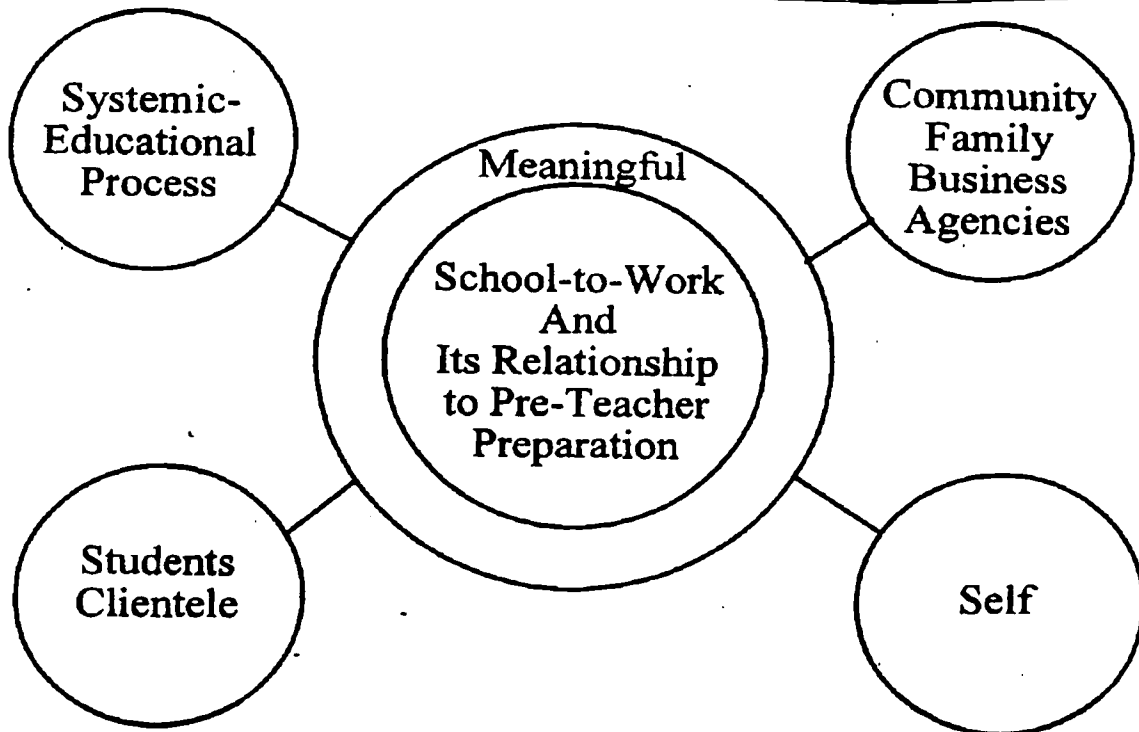 Systemic-
Educational
Process
Community
Family
Business
Agencies
Meaningful
School-to-Work
And
Its Relationship
to Pre-Teacher
Preparation
Students
Clientele
Self